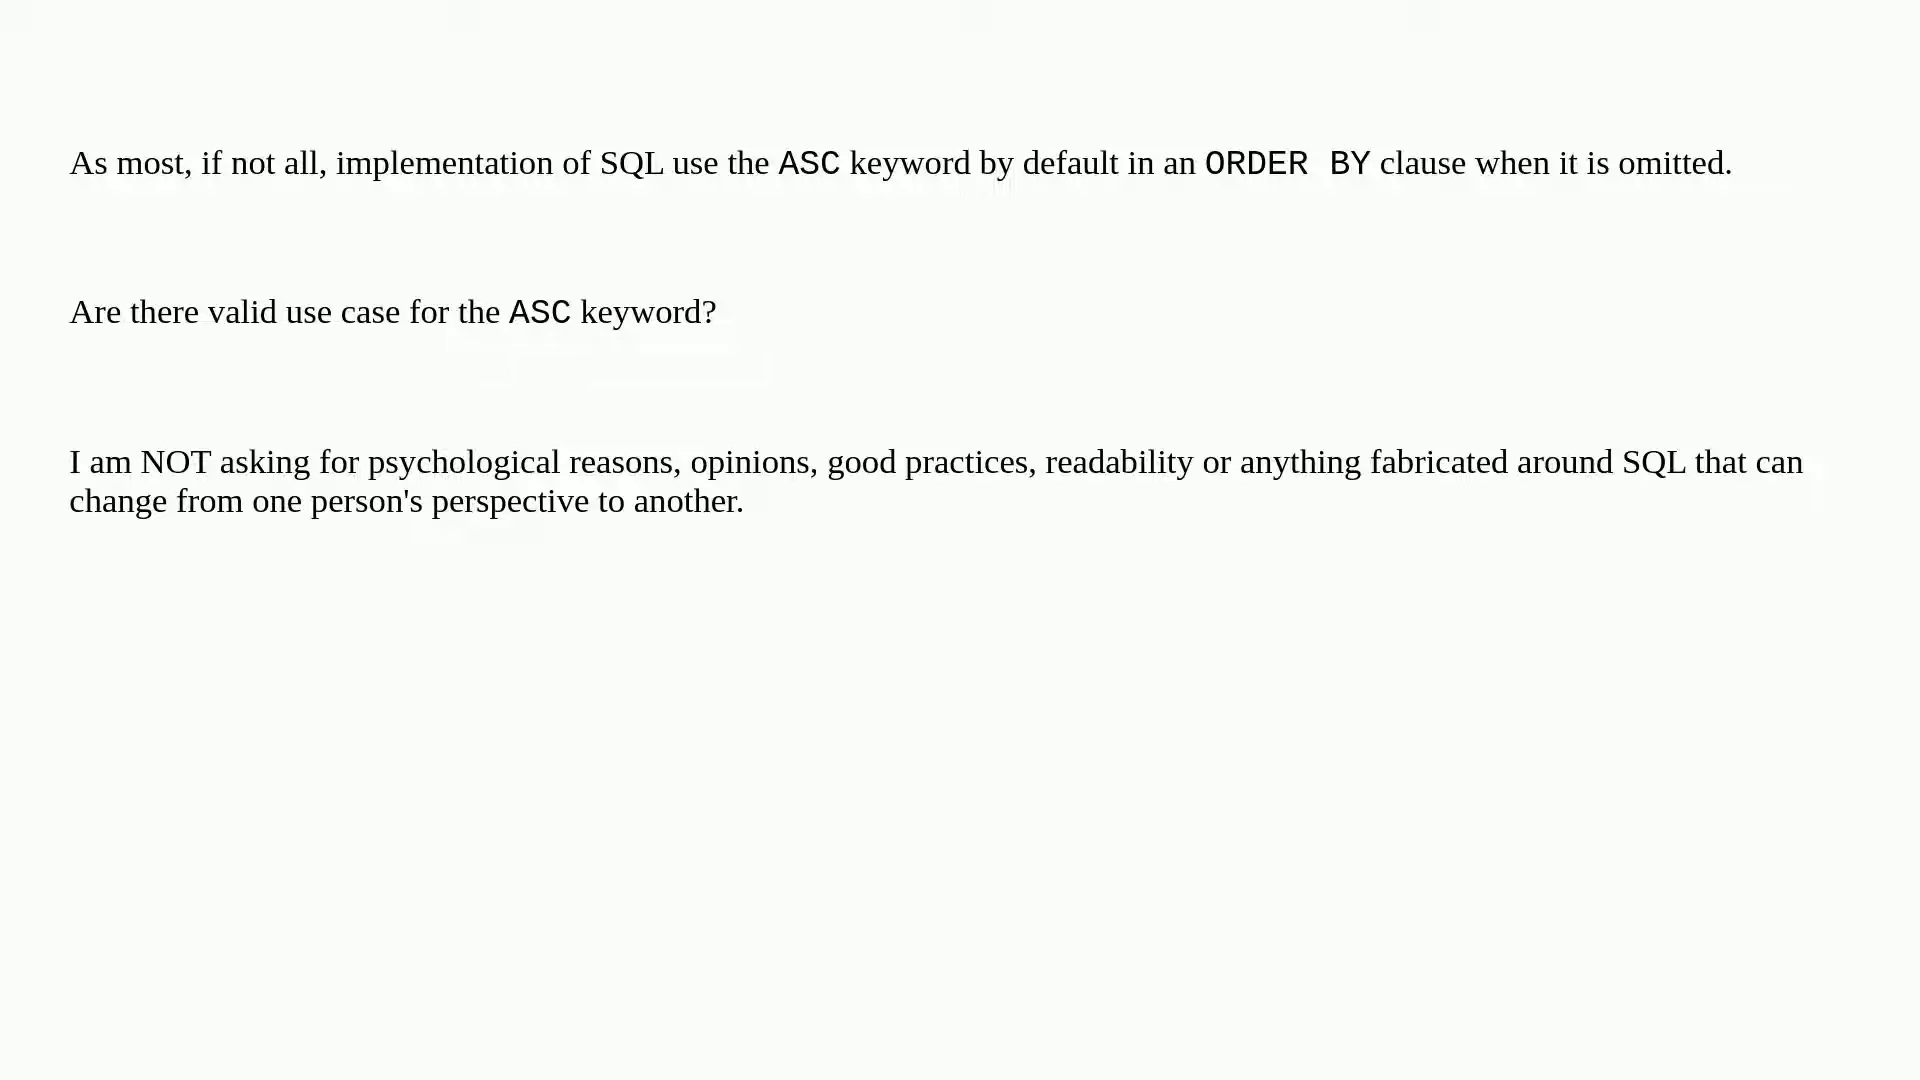 As most, if not all, implementation of SQL use the ASC keyword by default in an ORDER BY clause when it is omitted.
Are there valid use case for the ASC keyword?
I am NOT asking for psychological reasons, opinions, good practices, readability or anything fabricated around SQL that can
change from one person's perspective to another.